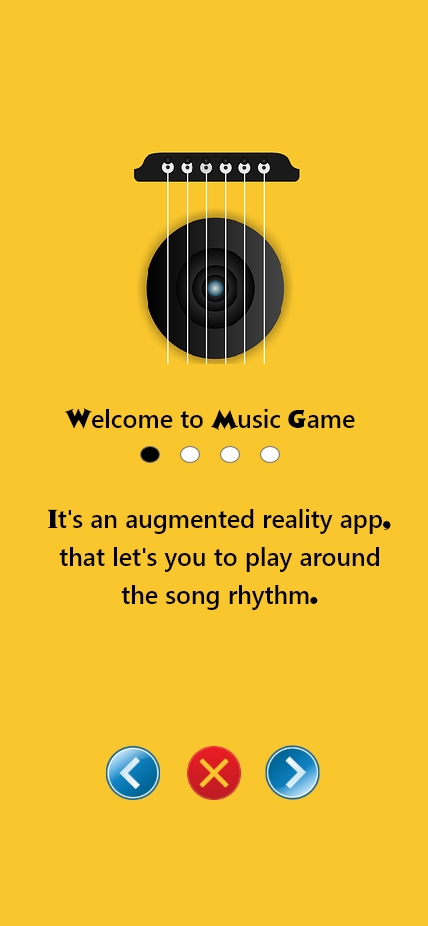 Welcome to Music Game
It's an augmented reality app,
that let's you to play around
the song rhythm.